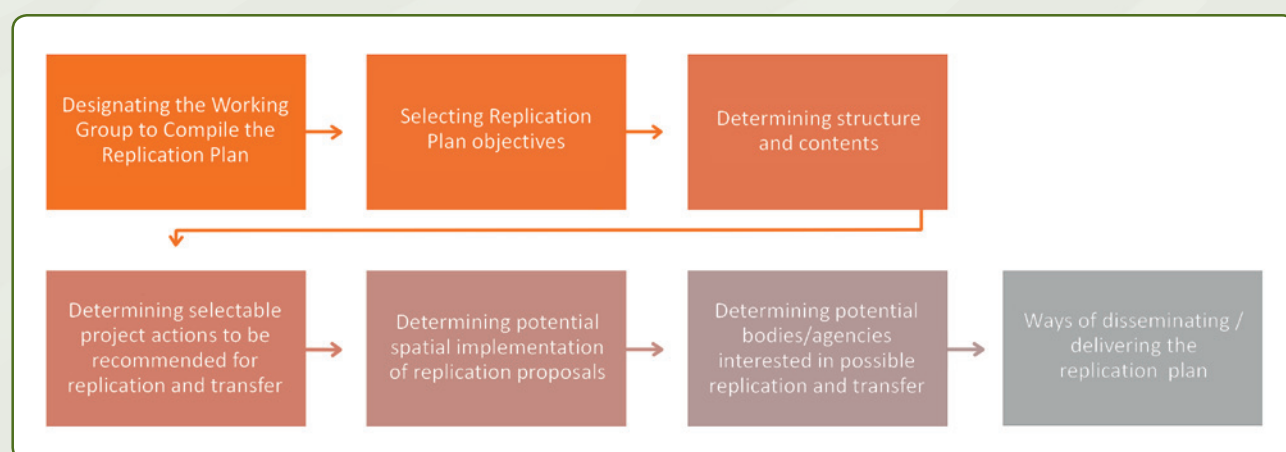 Designating the Working
Group to Compile the
Replication Plan
Selecting Replication
Plan objectives
Determining structure
and contents
Determining selectable
project actions to be
recommended for
replication and transfer
Determining potential
spatial implementation
of replication proposals
Determining potential
bodies/agencies
interested in possible
replication and transfer
Ways of disseminating /
delivering the
replication plan